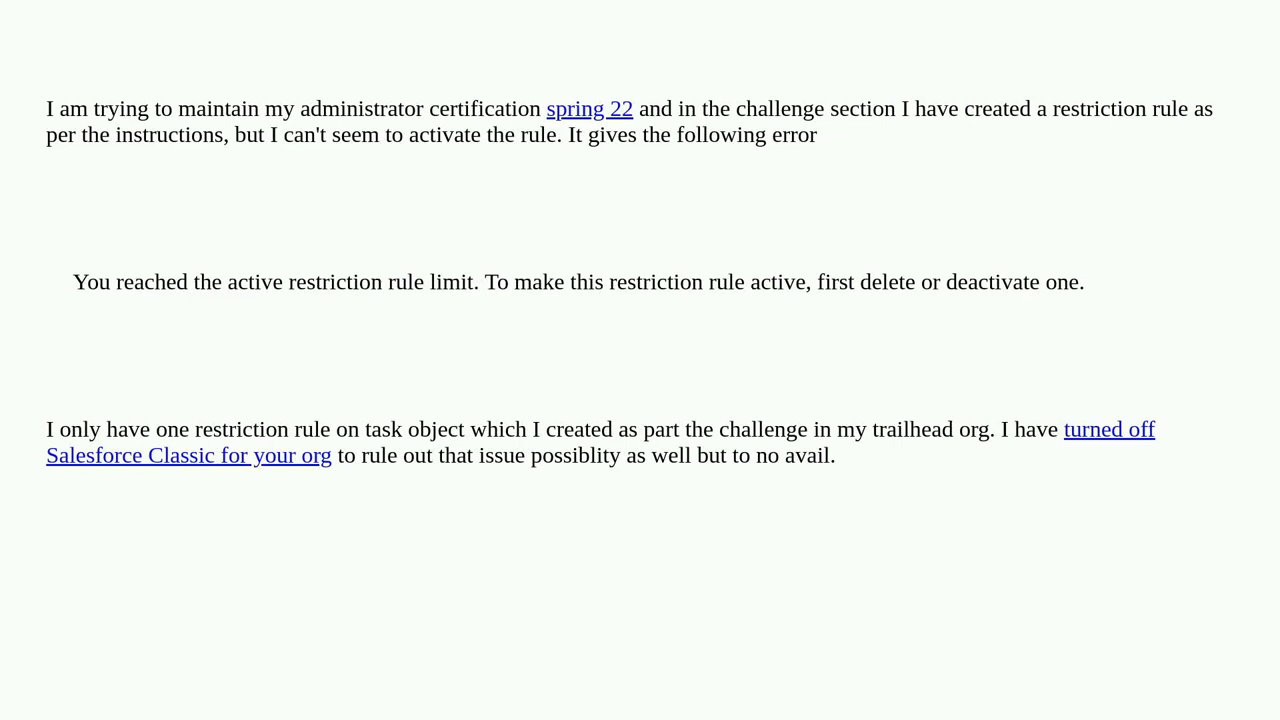 I am trying to maintain my administrator certification spring 22 and in the challenge section I have created a restriction rule as
per the instructions, but I can't seem to activate the rule. It gives the following error
You reached the active restriction rule limit. To make this restriction rule active, first delete or deactivate one.
I only have one restriction rule on task object which I created as part the challenge in my trailhead org. I have turned off
Salesforce Classic for your org to rule out that issue possiblity as well but to no avail.